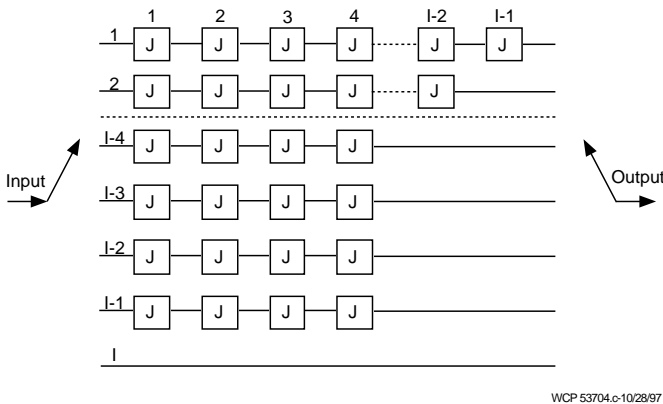 1 2 3 4 I-2 I-1
1 J J J J J J
2 J J J J J
I-4 J J J J
Input
Output
I-3 J J J J
I-2 J J J J
I-1 J J J J
I
WCP 53704.c-10/28/97